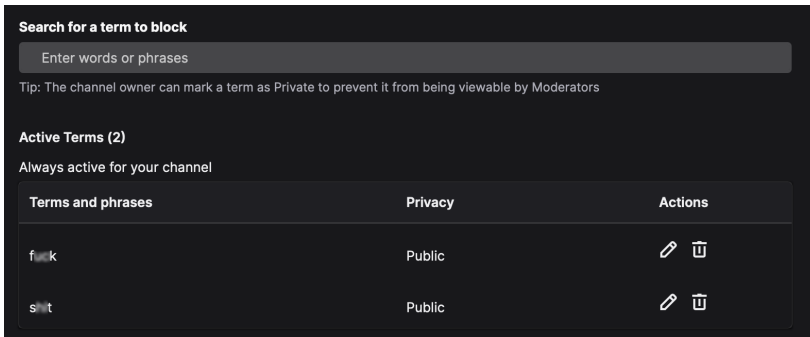 Search for a term to block
Enter words or phrases
Tip: The channel owner can mark a term as Private to prevent it from being viewable by Moderators
Active Terms (2)
Always active for your channel
Terms and phrases Privacy Actions
Public
Public